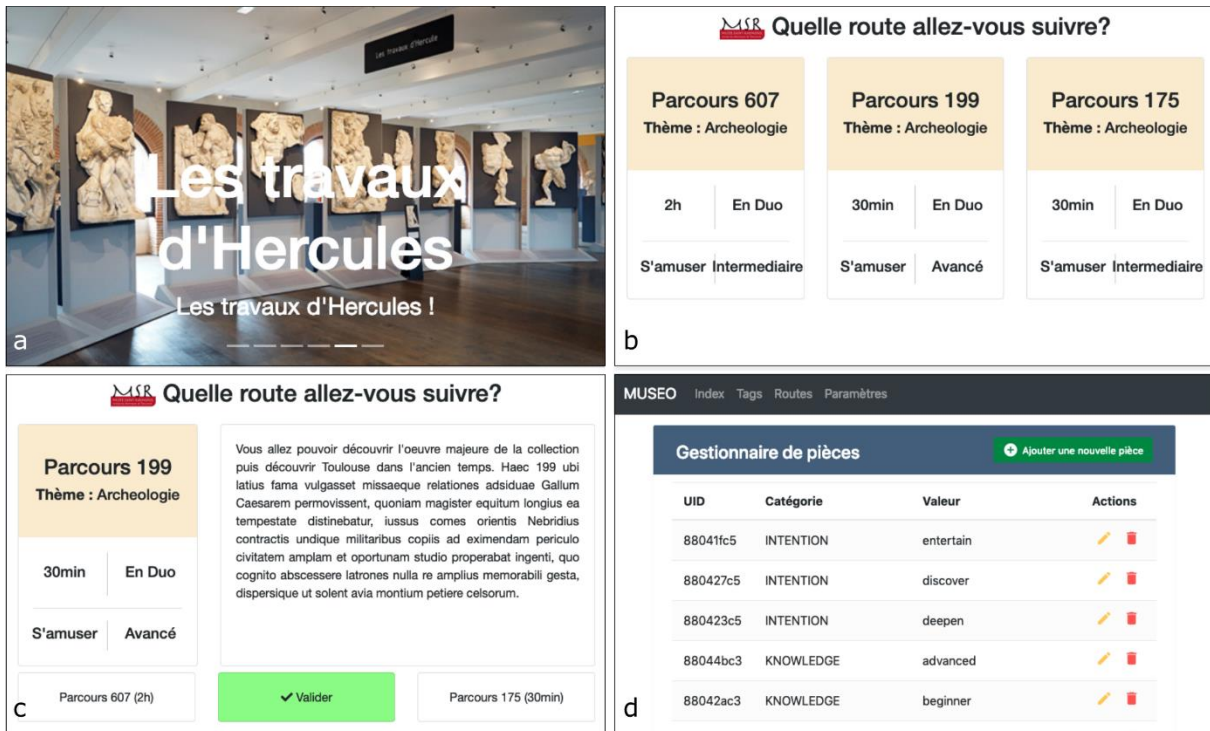 Les travaux d'Hercule
Les travaux
d'Hercules
Les travaux d'Hercules !
a
MSR Quelle route allez-vous suivre?
Parcours 607
Thème : Archeologie
2h En Duo
S'amuser Intermediaire
Parcours 199
Thème : Archeologie
30min En Duo
S'amuser Avancé
Parcours 175
Thème : Archeologie
30min En Duo
S'amuser Intermediaire
b
MSR Quelle route allez-vous suivre?
Parcours 199
Thème : Archeologie
30min En Duo
S'amuser Avancé
Vous allez pouvoir découvrir l'oeuvre majeure de la collection
puis découvrir Toulouse dans l'ancien temps. Haec 199 ubi
latius fama vulgasset missaeque relationes adsiduae Gallum
Caesarem permovissent, quoniam magister equitum longius ea
tempestate distinebatur, iussus comes orientis Nebridius
contractis undique militaribus copiis ad eximendam periculo
civitatem amplam et oportunam studio properabat ingenti, quo
cognito abscessere latrones nulla re amplius memorabili gesta,
dispersique ut solent avia montium petiere celsorum.
Parcours 607 (2h) Valider Parcours 175 (30min)
c
MUSEO Index Tags Routes Paramètres
Gestionnaire de pièces Ajouter une nouvelle pièce
UID Catégorie Valeur Actions
88041fc5 INTENTION entertain
880427c5 INTENTION discover
880423c5 INTENTION deepen
88044bc3 KNOWLEDGE advanced
88042ac3 KNOWLEDGE beginner
d